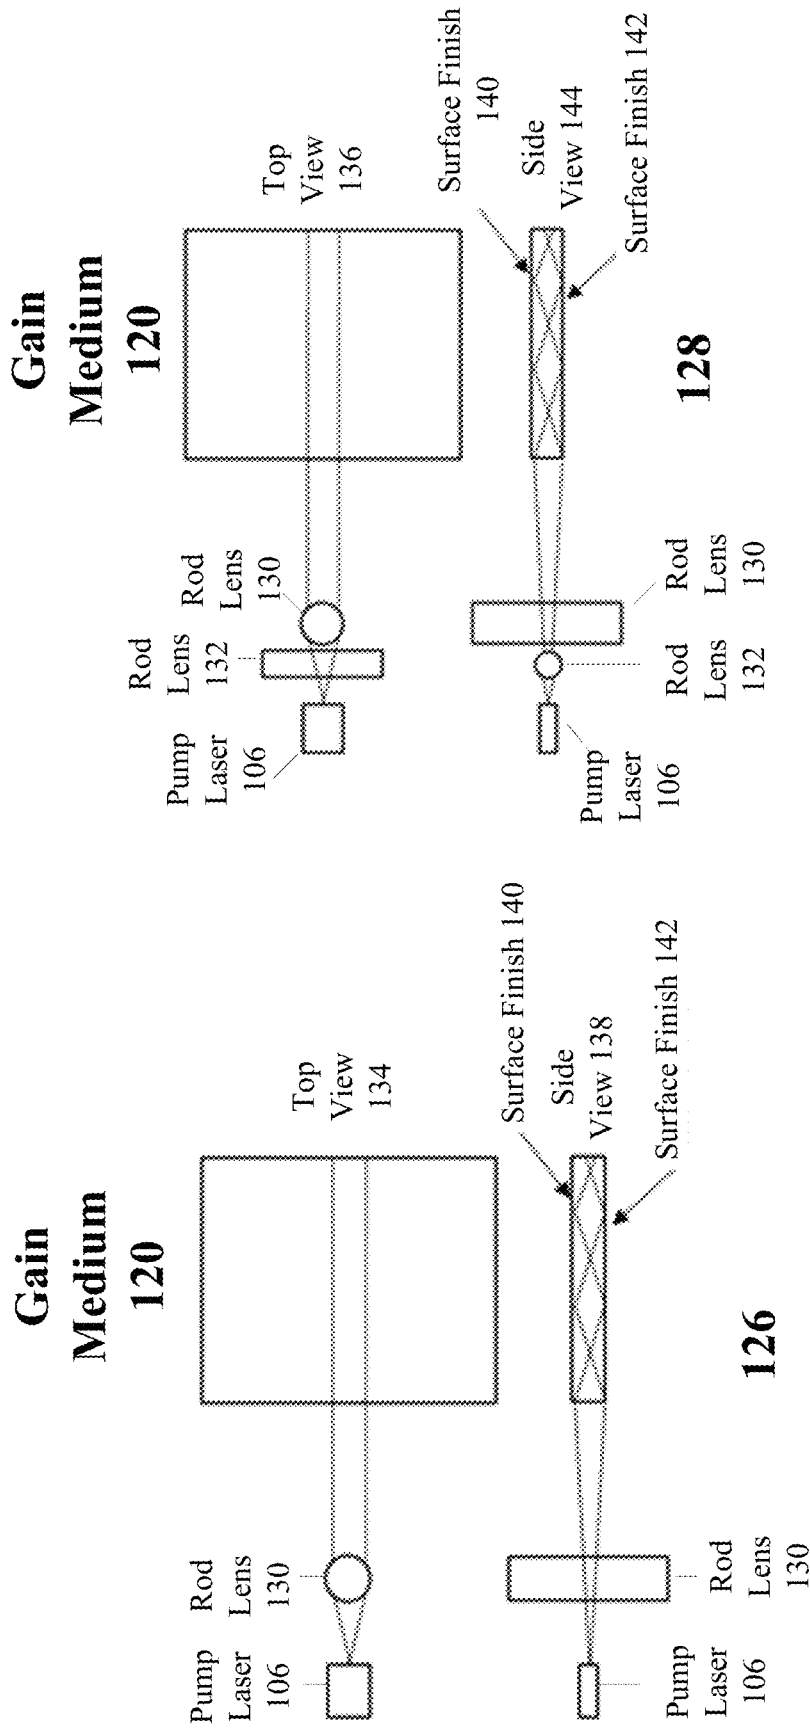 Gain
Medium
120
Pump
Laser
106
Rod
Lens
130
Top
View
134
Pump
Laser
106
Rod
Lens
130
Surface Finish 140
Side
View 138
Surface Finish 142
126
Gain
Medium
120
Pump
Laser
106
Rod
Lens
132
Rod
Lens
130
Top
View
136
Pump
Laser
106
Rod
Lens
132
Rod
Lens
130
Surface Finish
140
Side
View 144
Surface Finish 142
128